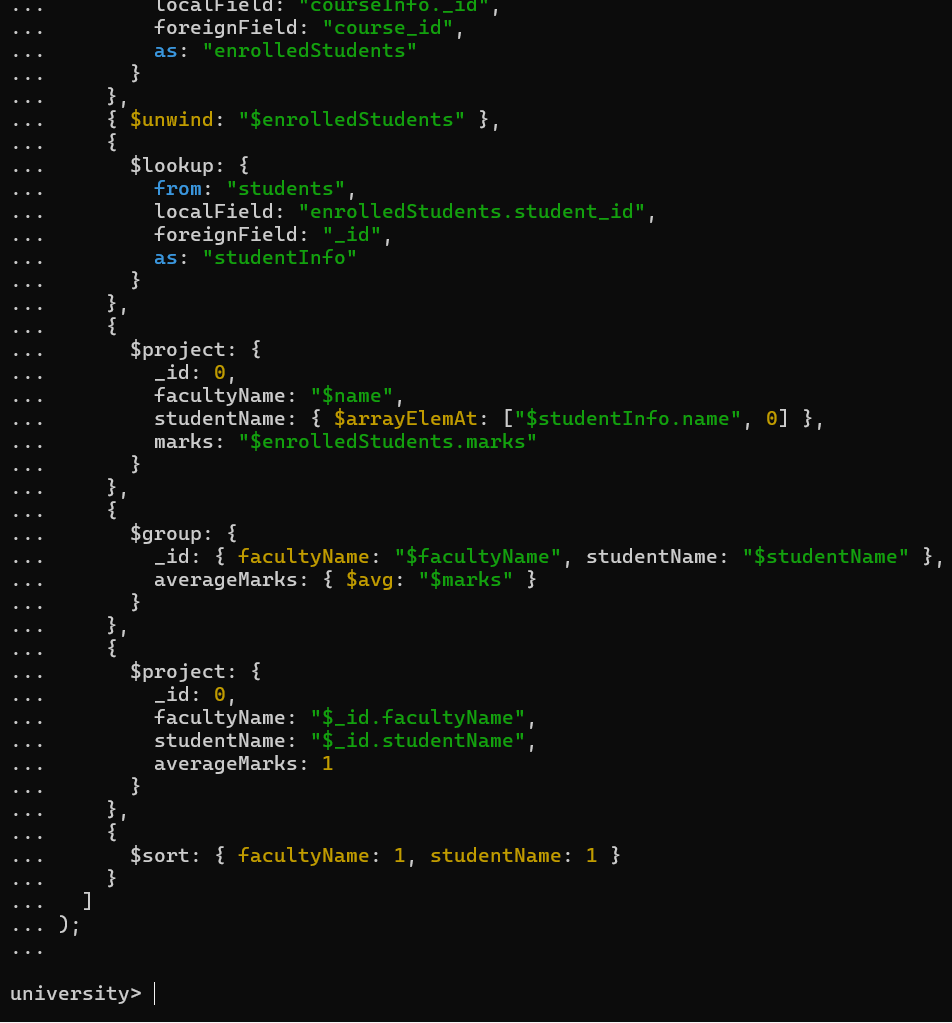 ...         localField: "courseInfo._id",
...         foreignField: "course_id",
...         as: "enrolledStudents"
...       }
...     },
...     { $unwind: "$enrolledStudents" },
...     {
...       $lookup: {
...         from: "students",
...         localField: "enrolledStudents.student_id",
...         foreignField: "_id",
...         as: "studentInfo"
...       }
...     },
...     {
...       $project: {
...         _id: 0,
...         facultyName: "$name",
...         studentName: { $arrayElemAt: ["$studentInfo.name", 0] },
...         marks: "$enrolledStudents.marks"
...       }
...     },
...     {
...       $group: {
...         _id: { facultyName: "$facultyName", studentName: "$studentName" },
...         averageMarks: { $avg: "$marks" }
...       }
...     },
...     {
...       $project: {
...         _id: 0,
...         facultyName: "$_id.facultyName",
...         studentName: "$_id.studentName",
...         averageMarks: 1
...       }
...     },
...     {
...       $sort: { facultyName: 1, studentName: 1 }
...     }
...   ]
... );
...
university>